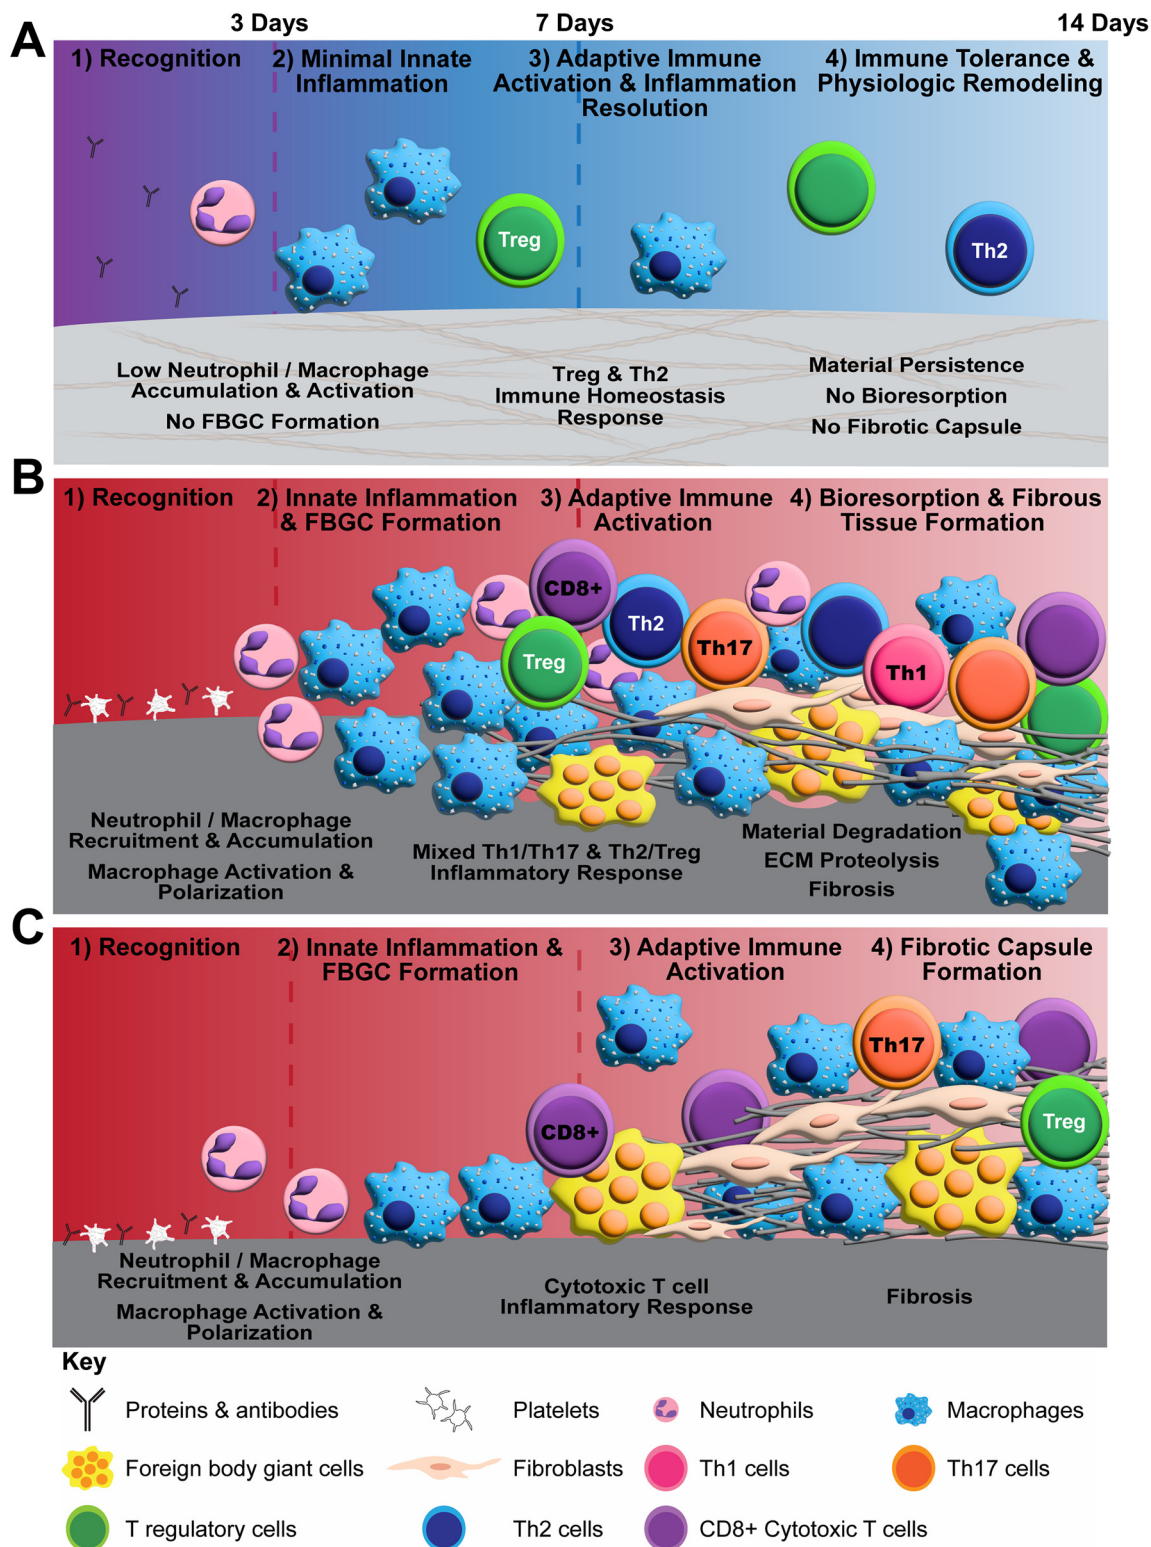 3 Days
7 Days
14 Days
A
1) Recognition
2) Minimal Innate
Inflammation
3) Adaptive Immune
Activation & Inflammation
Resolution
4) Immune Tolerance &
Physiologic Remodeling
Treg
Th2
Low Neutrophil / Macrophage
Accumulation & Activation
No FBGC Formation
Treg & Th2
Immune Homeostasis
Response
Material Persistence
No Bioresorption
No Fibrotic Capsule
B
1) Recognition
2) Innate Inflammation
& FBGC Formation
3) Adaptive Immune
Activation
4) Bioresorption & Fibrous
Tissue Formation
CD8+
Treg
Th2
Th17
Th1
Neutrophil / Macrophage
Recruitment & Accumulation
Macrophage Activation &
Polarization
Mixed Th1/Th17 & Th2/Treg
Inflammatory Response
Material Degradation
ECM Proteolysis
Fibrosis
C
1) Recognition
2) Innate Inflammation &
FBGC Formation
3) Adaptive Immune
Activation
4) Fibrotic Capsule
Formation
CD8+
Th17
Treg
Neutrophil / Macrophage
Recruitment & Accumulation
Macrophage Activation &
Polarization
Cytotoxic T cell
Inflammatory Response
Fibrosis
Key
Proteins & antibodies
Platelets
Neutrophils
Macrophages
Foreign body giant cells
Fibroblasts
Th1 cells
Th17 cells
T regulatory cells
Th2 cells
CD8+ Cytotoxic T cells